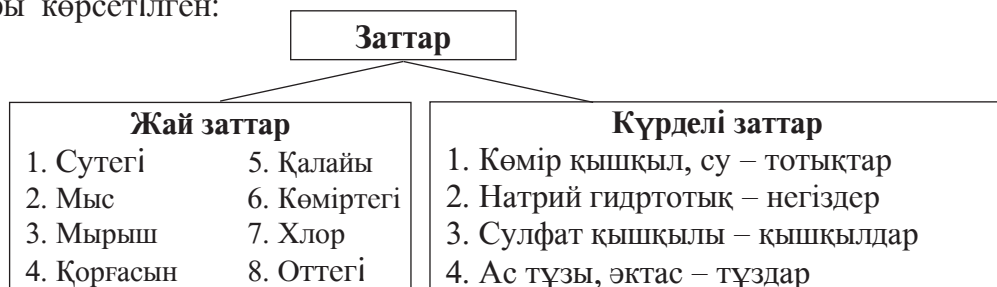 көрсетілген:
Заттар
Жай заттар
1. Сутегі
2. Мыс
3. Мырыш
4. Қорғасын
5. Қалайы
6. Көміртегі
7. Хлор
8. Оттегі
Күрделі заттар
1. Көмір қышқыл, су – тотықтар
2. Натрий гидртотық – негіздер
3. Сулфат қышқылы – қышқылдар
4. Ас тұзы, әктас – тұздар